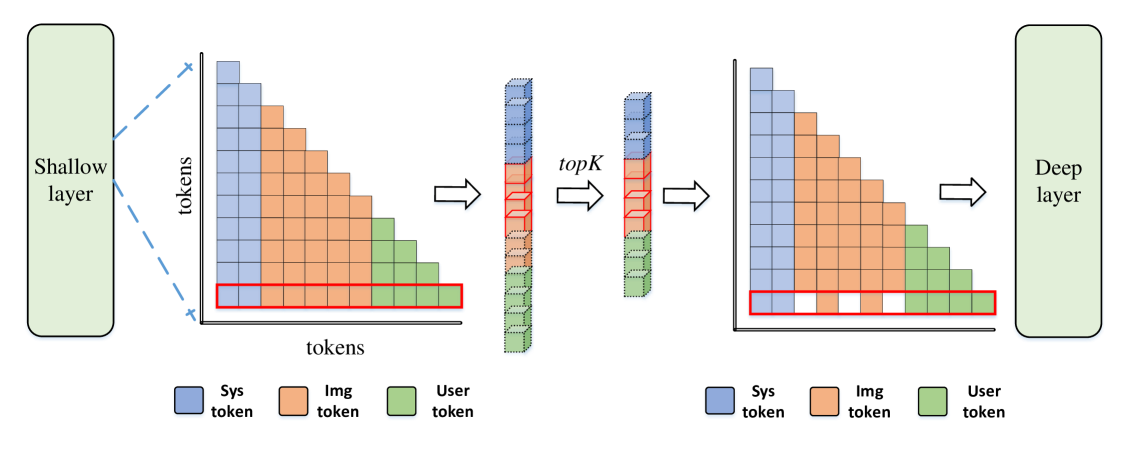 Shallow
layer
tokens
tokens
topK
Deep
layer
Sys
token
Img
token
User
token
Sys
token
Img
token
User
token